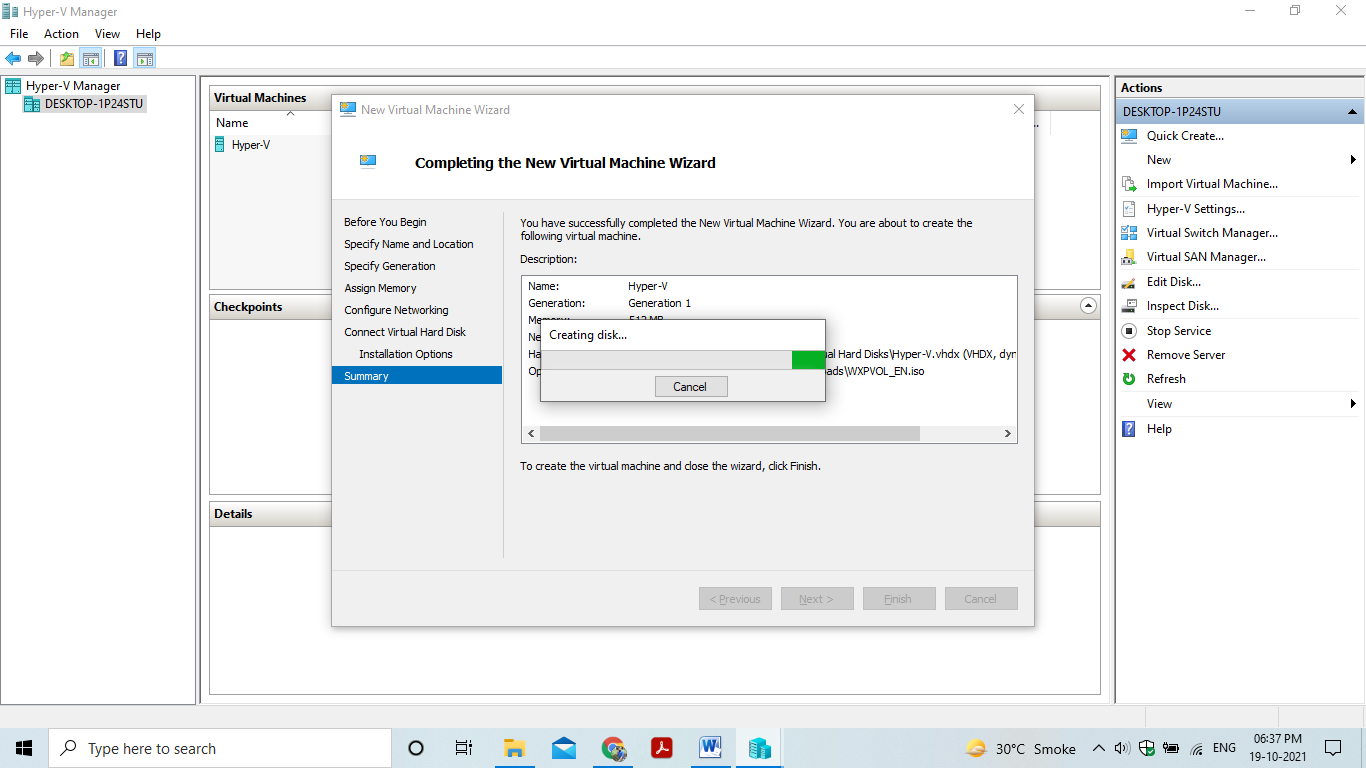 Hyper-V Manager
File Action View Help
Hyper-V Manager
DESKTOP-1P24STU
Virtual Machines
Name
Hyper-V
Checkpoints
Details
New Virtual Machine Wizard
Completing the New Virtual Machine Wizard
Before You Begin
Specify Name and Location
Specify Generation
Assign Memory
Configure Networking
Connect Virtual Hard Disk
Installation Options
Summary
You have successfully completed the New Virtual Machine Wizard. You are about to create the
following virtual machine.
Description:
Name: Hyper-V
Generation: Generation 1
512 MB
Hard Disks\Hyper-V.vhdx (VHDX, dyn
\WXPVOL_EN.iso
Creating disk...
Cancel
To create the virtual machine and close the wizard, click Finish.
< Previous Next > Finish Cancel
Actions
DESKTOP-1P24STU
Quick Create...
New
Import Virtual Machine...
Hyper-V Settings...
Virtual Switch Manager...
Virtual SAN Manager...
Edit Disk...
Inspect Disk...
Stop Service
Remove Server
Refresh
View
Help
Type here to search
30°C Smoke
ENG
06:37 PM
19-10-2021